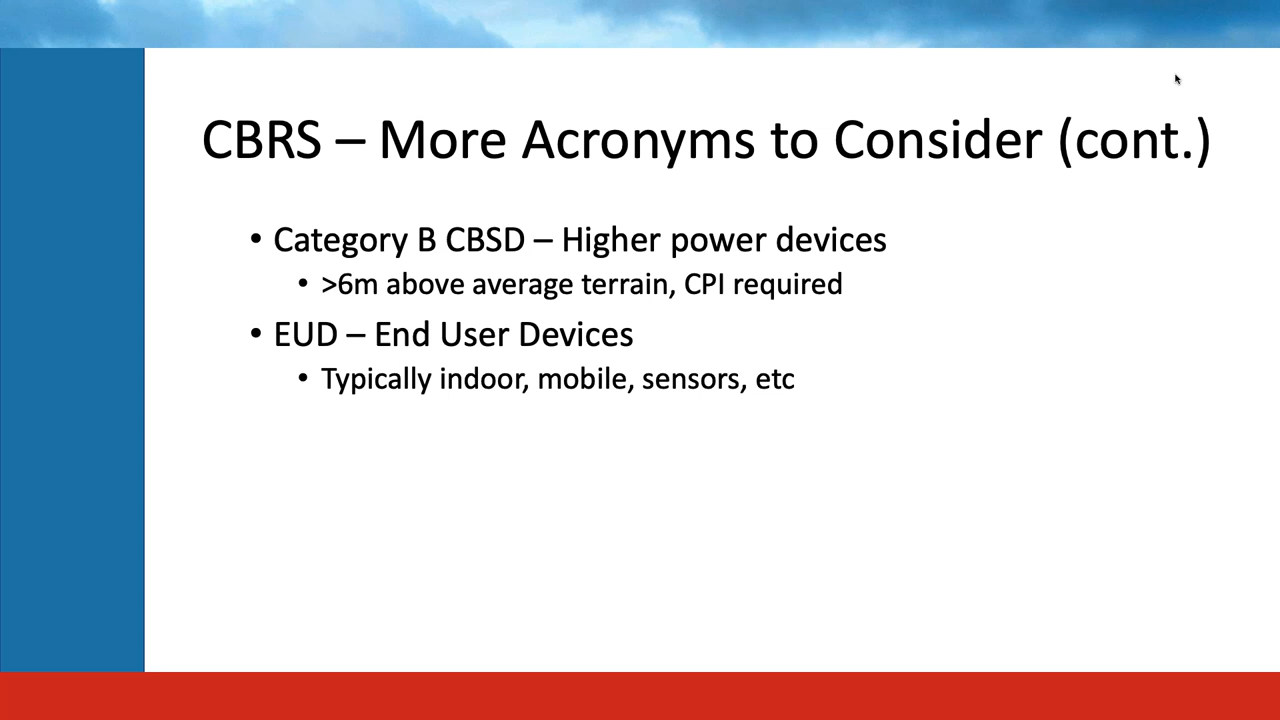 CBRS – More Acronyms to Consider (cont.)
• Category B CBSD – Higher power devices
• >6m above average terrain, CPI required
• EUD – End User Devices
• Typically indoor, mobile, sensors, etc